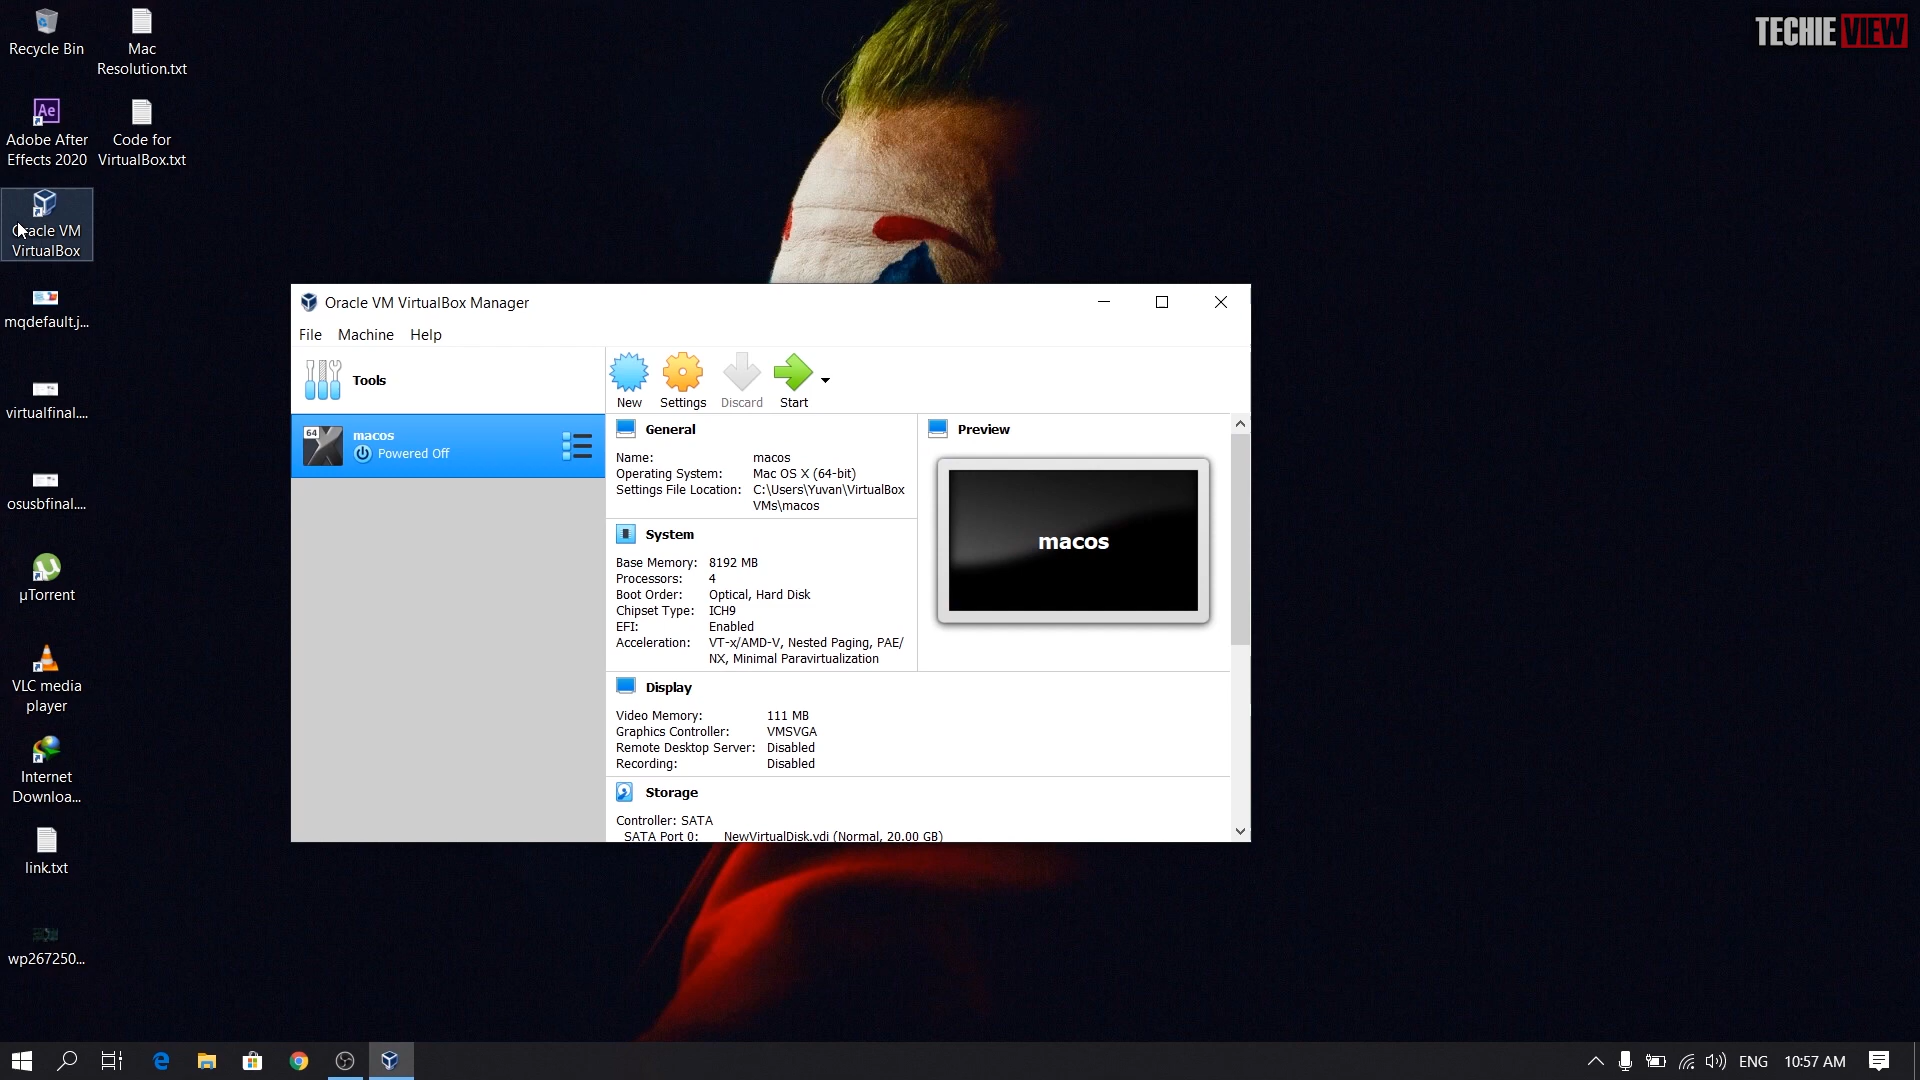 Recycle Bin
Mac
Resolution.txt
TECHIE VIEW
Ae
Adobe After
Effects 2020
Code for
VirtualBox.txt
Oracle VM
VirtualBox
mqdefault.j...
virtualfinal....
osusbfinal....
µTorrent
VLC media
player
Internet
Downloa...
link.txt
wp267250...
Oracle VM VirtualBox Manager
File Machine Help
Tools
New Settings Discard Start
64
macos
Powered Off
General
Name: macos
Operating System: Mac OS X (64-bit)
Settings File Location: C:\Users\Yuvan\VirtualBox
VMs\macos
System
Base Memory: 8192 MB
Processors: 4
Boot Order: Optical, Hard Disk
Chipset Type: ICH9
EFI: Enabled
Acceleration: VT-x/AMD-V, Nested Paging, PAE/
NX, Minimal Paravirtualization
Preview
macos
Display
Video Memory: 111 MB
Graphics Controller: VMSVGA
Remote Desktop Server: Disabled
Recording: Disabled
Storage
Controller: SATA
SATA Port 0: NewVirtualDisk.vdi (Normal, 20.00 GB)
ENG 10:57 AM